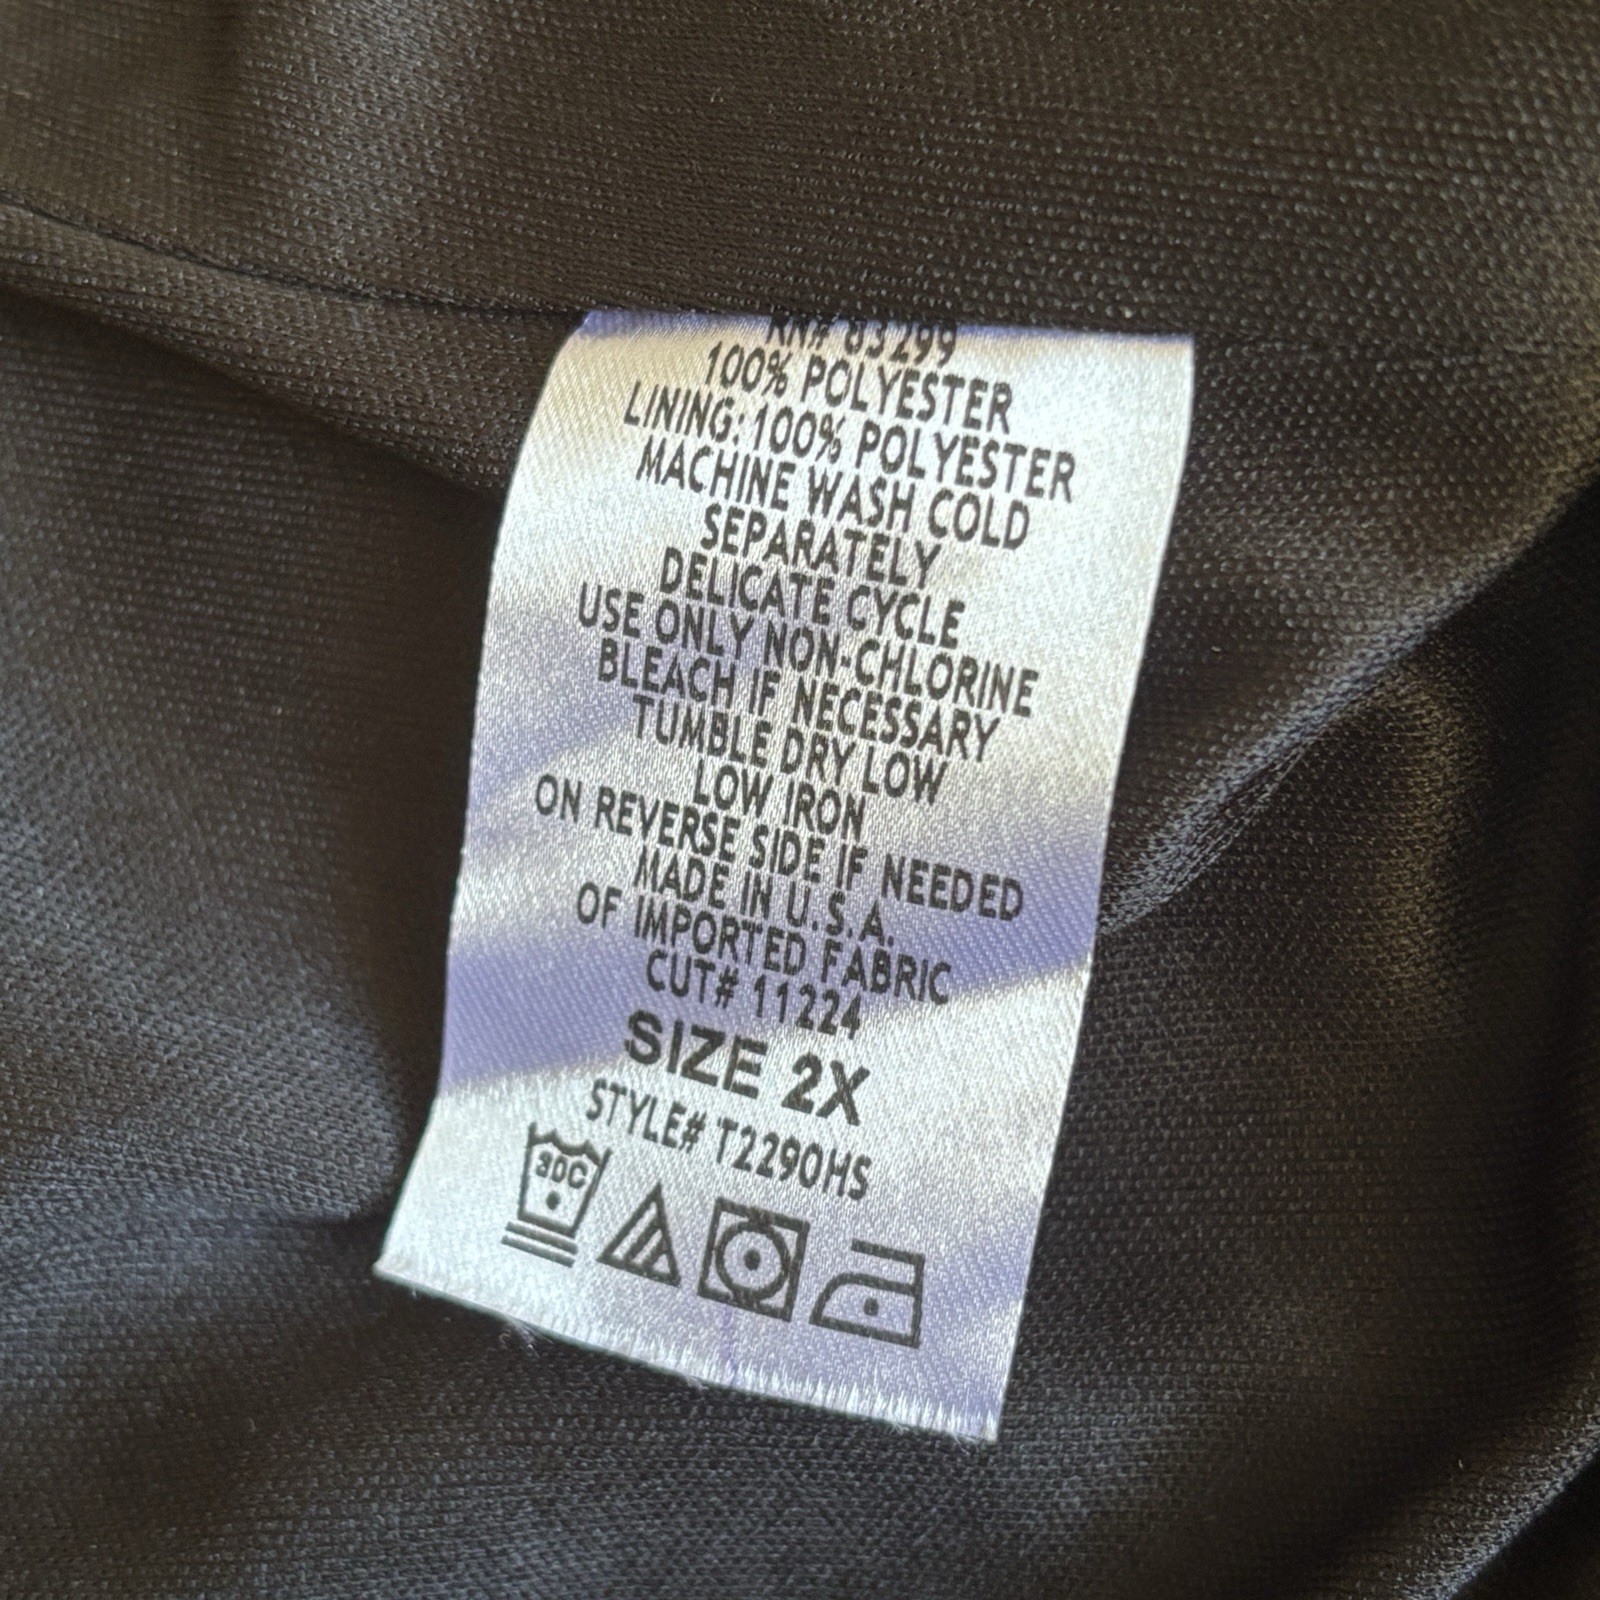 RN# 83299
100% POLYESTER
LINING: 100% POLYESTER
MACHINE WASH COLD
SEPARATELY
DELICATE CYCLE
USE ONLY NON-CHLORINE
BLEACH IF NECESSARY
TUMBLE DRY LOW
LOW IRON
ON REVERSE SIDE IF NEEDED
MADE IN U.S.A.
OF IMPORTED FABRIC
CUT# 11224
SIZE 2X
STYLE# T2290HS